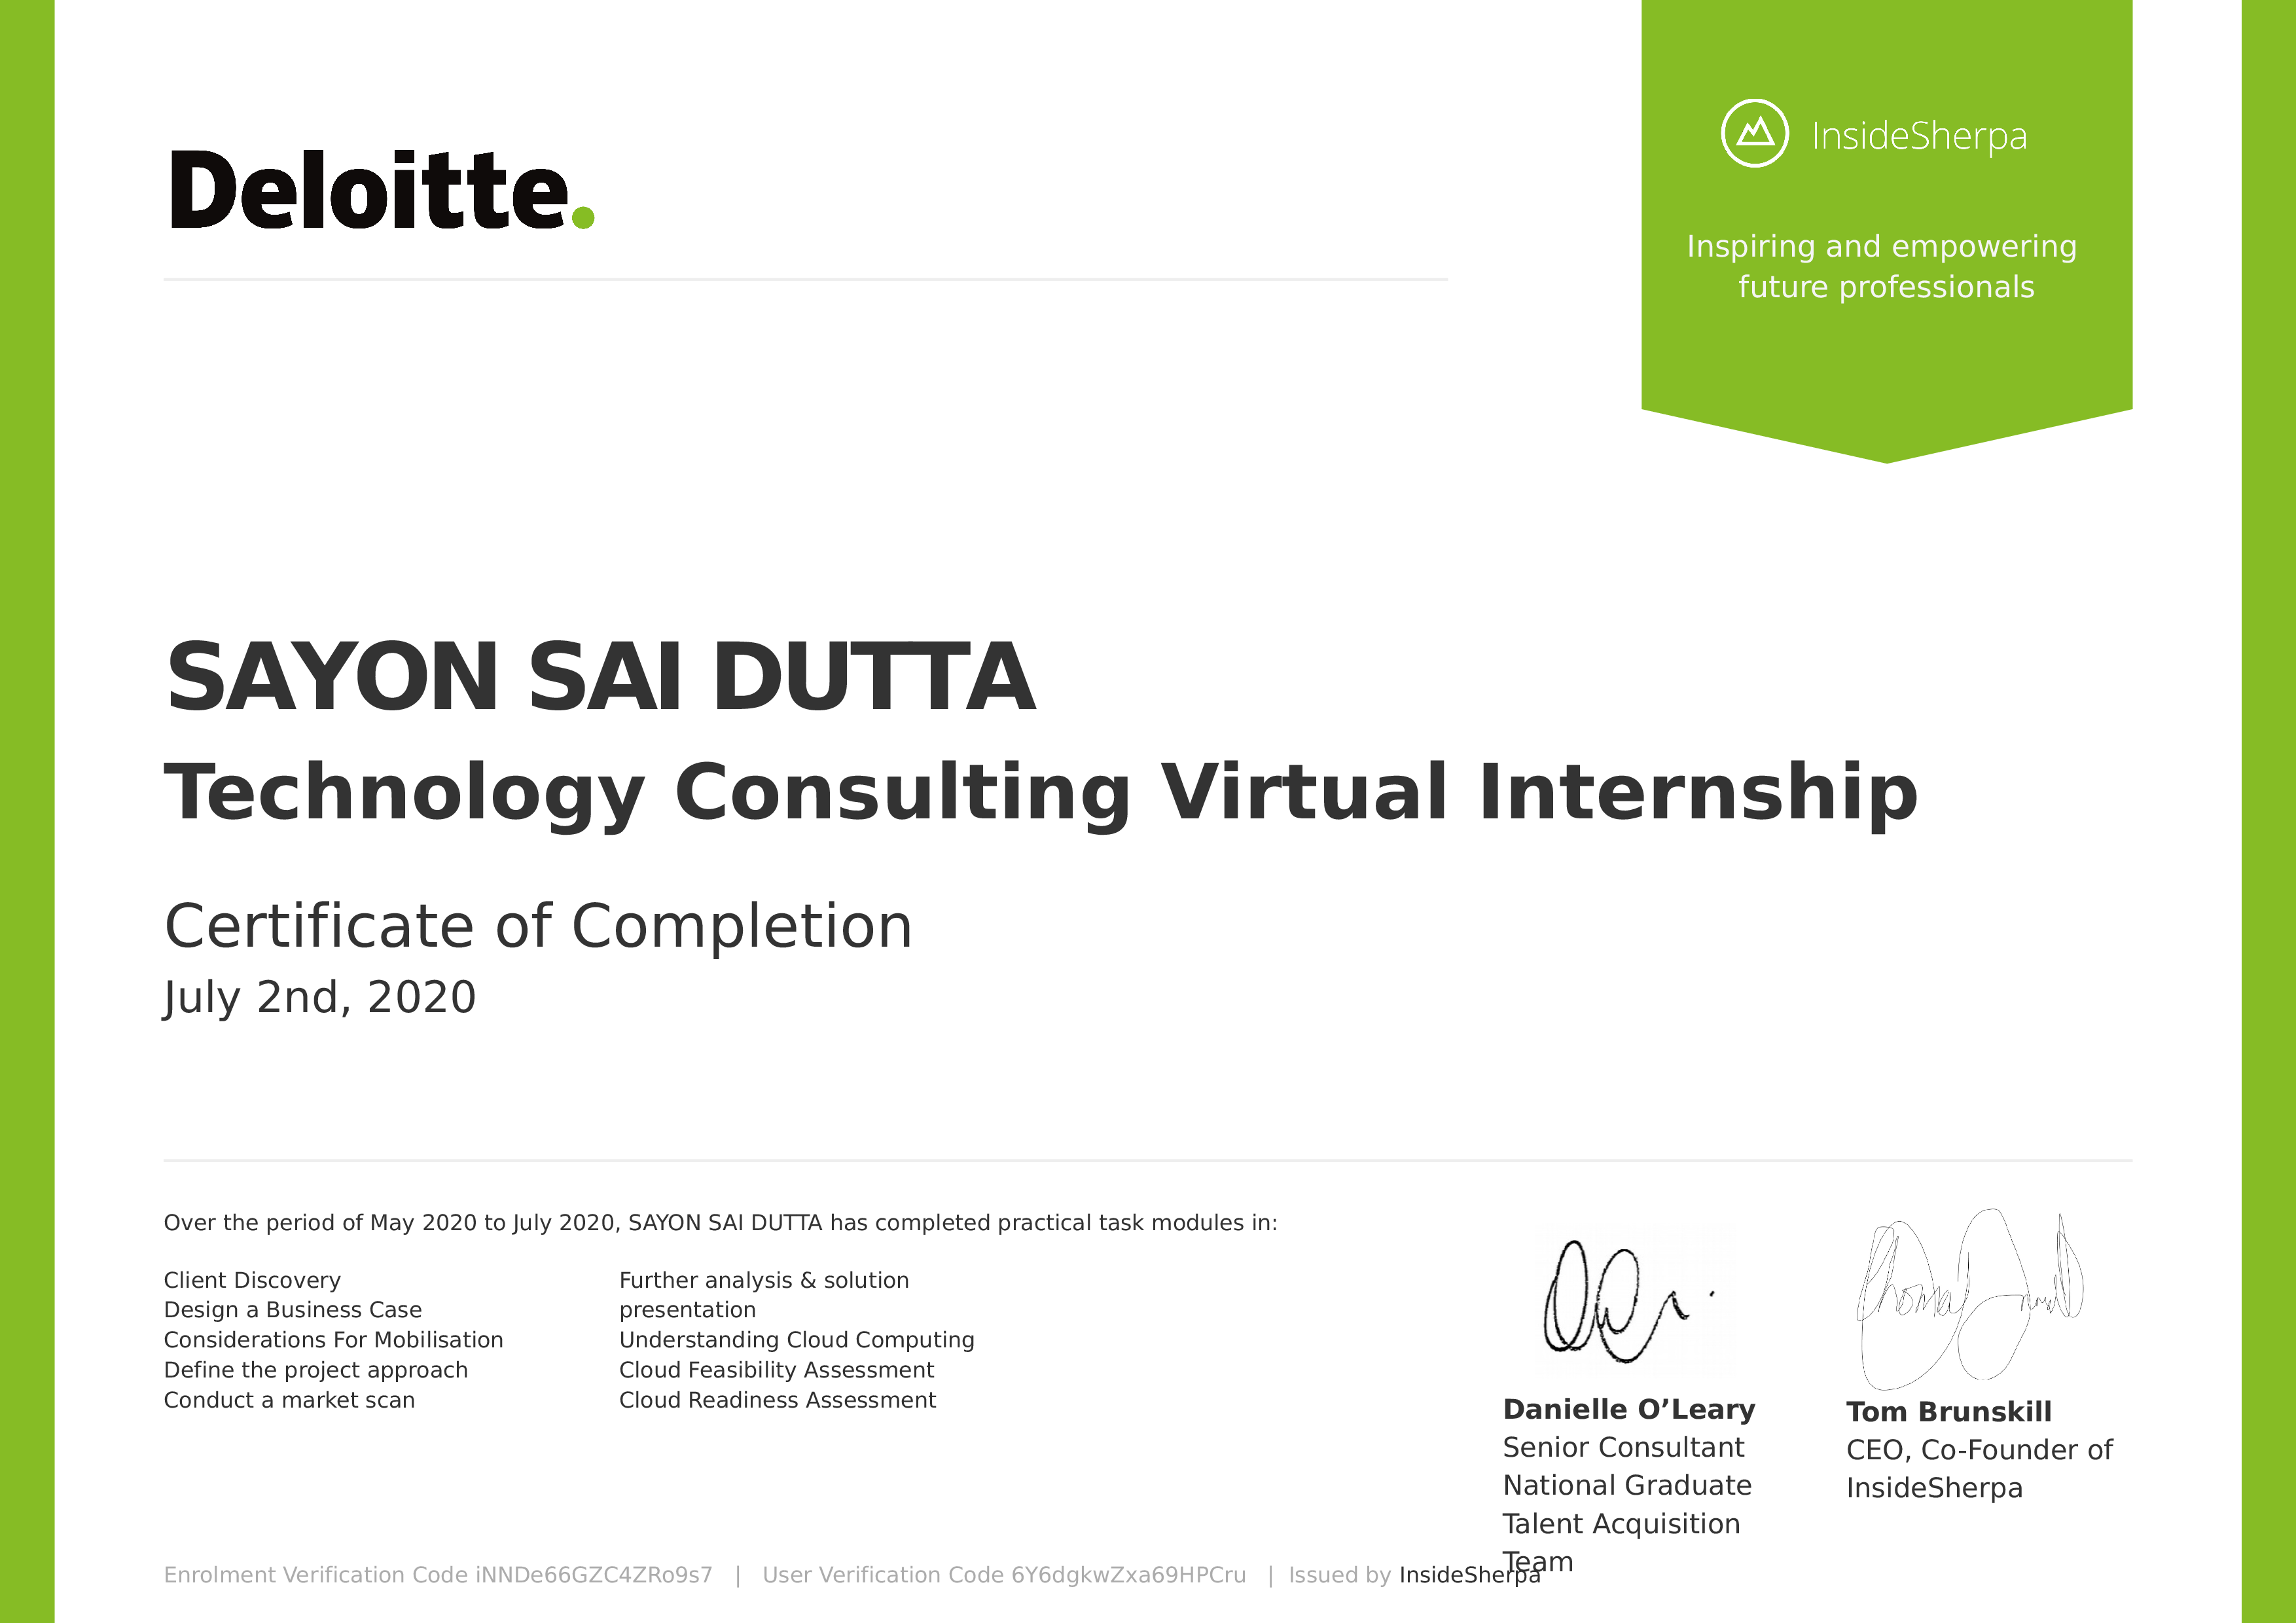 Deloitte.
InsideSherpa
Inspiring and empowering
future professionals
SAYON SAI DUTTA
Technology Consulting Virtual Internship
Certificate of Completion
July 2nd, 2020
Over the period of May 2020 to July 2020, SAYON SAI DUTTA has completed practical task modules in:
Client Discovery
Design a Business Case
Considerations For Mobilisation
Define the project approach
Conduct a market scan
Further analysis & solution
presentation
Understanding Cloud Computing
Cloud Feasibility Assessment
Cloud Readiness Assessment
Danielle O’Leary
Senior Consultant
National Graduate
Talent Acquisition
Team
Thomas Brunskill
Tom Brunskill
CEO, Co-Founder of
InsideSherpa
Enrolment Verification Code iNNDe66GZC4ZRo9s7 | User Verification Code 6Y6dgkwZxa69HPCru | Issued by InsideSherpa